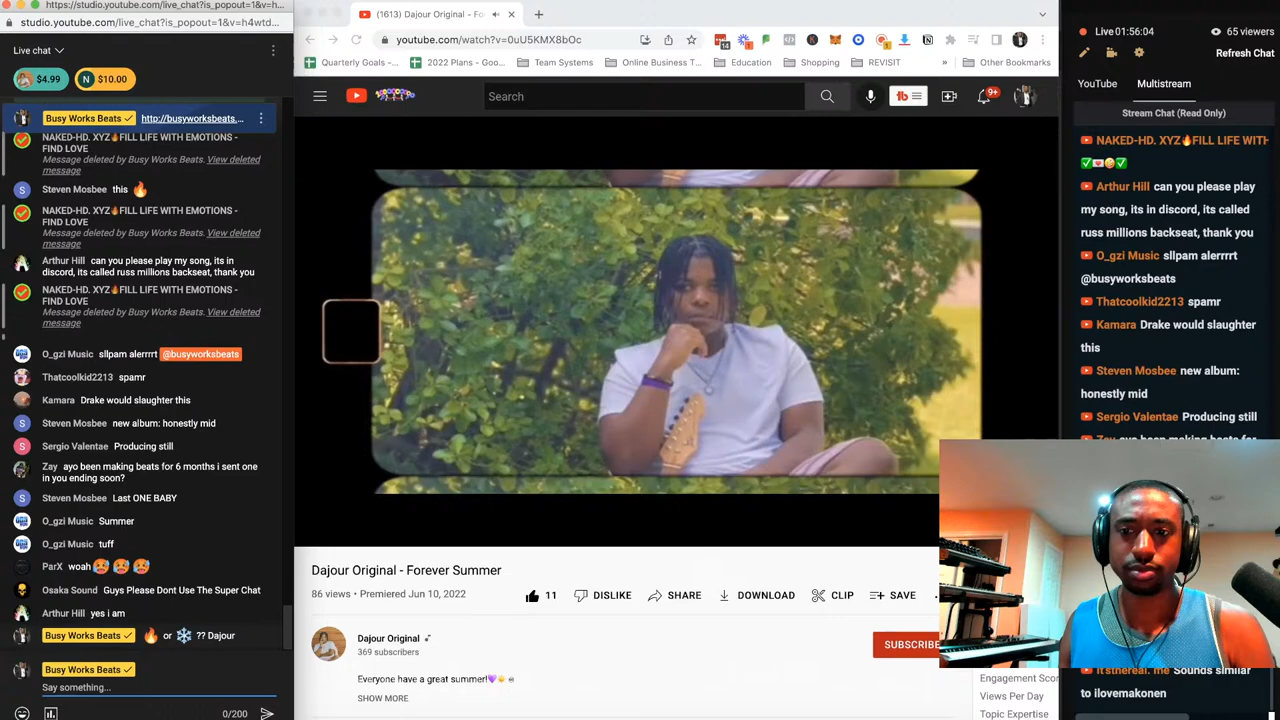 studio.youtube.com/live_chat?is_popout=1&v=h...
studio.youtube.com/live_chat?is_popout=1&v=h4wtd...
Live chat
$4.99
N $10.00
Busy Works Beats http://busyworksbeats....
NAKED-HD. XYZ🔥FILL LIFE WITH EMOTIONS -
FIND LOVE
Message deleted by Busy Works Beats. View deleted
message
S Steven Mosbee this 🔥
NAKED-HD. XYZ🔥FILL LIFE WITH EMOTIONS -
FIND LOVE
Message deleted by Busy Works Beats. View deleted
message
Arthur Hill can you please play my song, its in
discord, its called russ millions backseat, thank you
NAKED-HD. XYZ🔥FILL LIFE WITH EMOTIONS -
FIND LOVE
Message deleted by Busy Works Beats. View deleted
message
O_gzi Music sllpam alerrrrt @busyworksbeats
Thatcoolkid2213 spamr
Kamara Drake would slaughter this
S Steven Mosbee new album: honestly mid
S Sergio Valentae Producing still
Zay ayo been making beats for 6 months i sent one
in you ending soon?
S Steven Mosbee Last ONE BABY
O_gzi Music Summer
O_gzi Music tuff
ParX woah 🥵🥵🥵
Osaka Sound Guys Please Dont Use The Super Chat
Arthur Hill yes i am
Busy Works Beats 🔥 or ❄️ ?? Dajour
Busy Works Beats
Say something...
0/200
(1613) Dajour Original - Fo
youtube.com/watch?v=0uU5KMX8bOc
Quarterly Goals -...
2022 Plans - Goo...
Team Systems
Online Business T...
Education
Shopping
REVISIT
»
Other Bookmarks
Search
9+
Dajour Original - Forever Summer
86 views • Premiered Jun 10, 2022
11
DISLIKE
SHARE
DOWNLOAD
CLIP
SAVE
Dajour Original
369 subscribers
SUBSCRIBE
Everyone have a great summer!
SHOW MORE
Engagement Scor
Views Per Day
Topic Expertise
Live 01:56:04
65 viewers
Refresh Chat
YouTube
Multistream
Stream Chat (Read Only)
NAKED-HD. XYZ🔥FILL LIFE WITH
Arthur Hill can you please play
my song, its in discord, its called
russ millions backseat, thank you
O_gzi Music sllpam alerrrrt
@busyworksbeats
Thatcoolkid2213 spamr
Kamara Drake would slaughter
this
Steven Mosbee new album:
honestly mid
Sergio Valentae Producing still
It'sthereal. me Sounds similar
to ilovemakonen